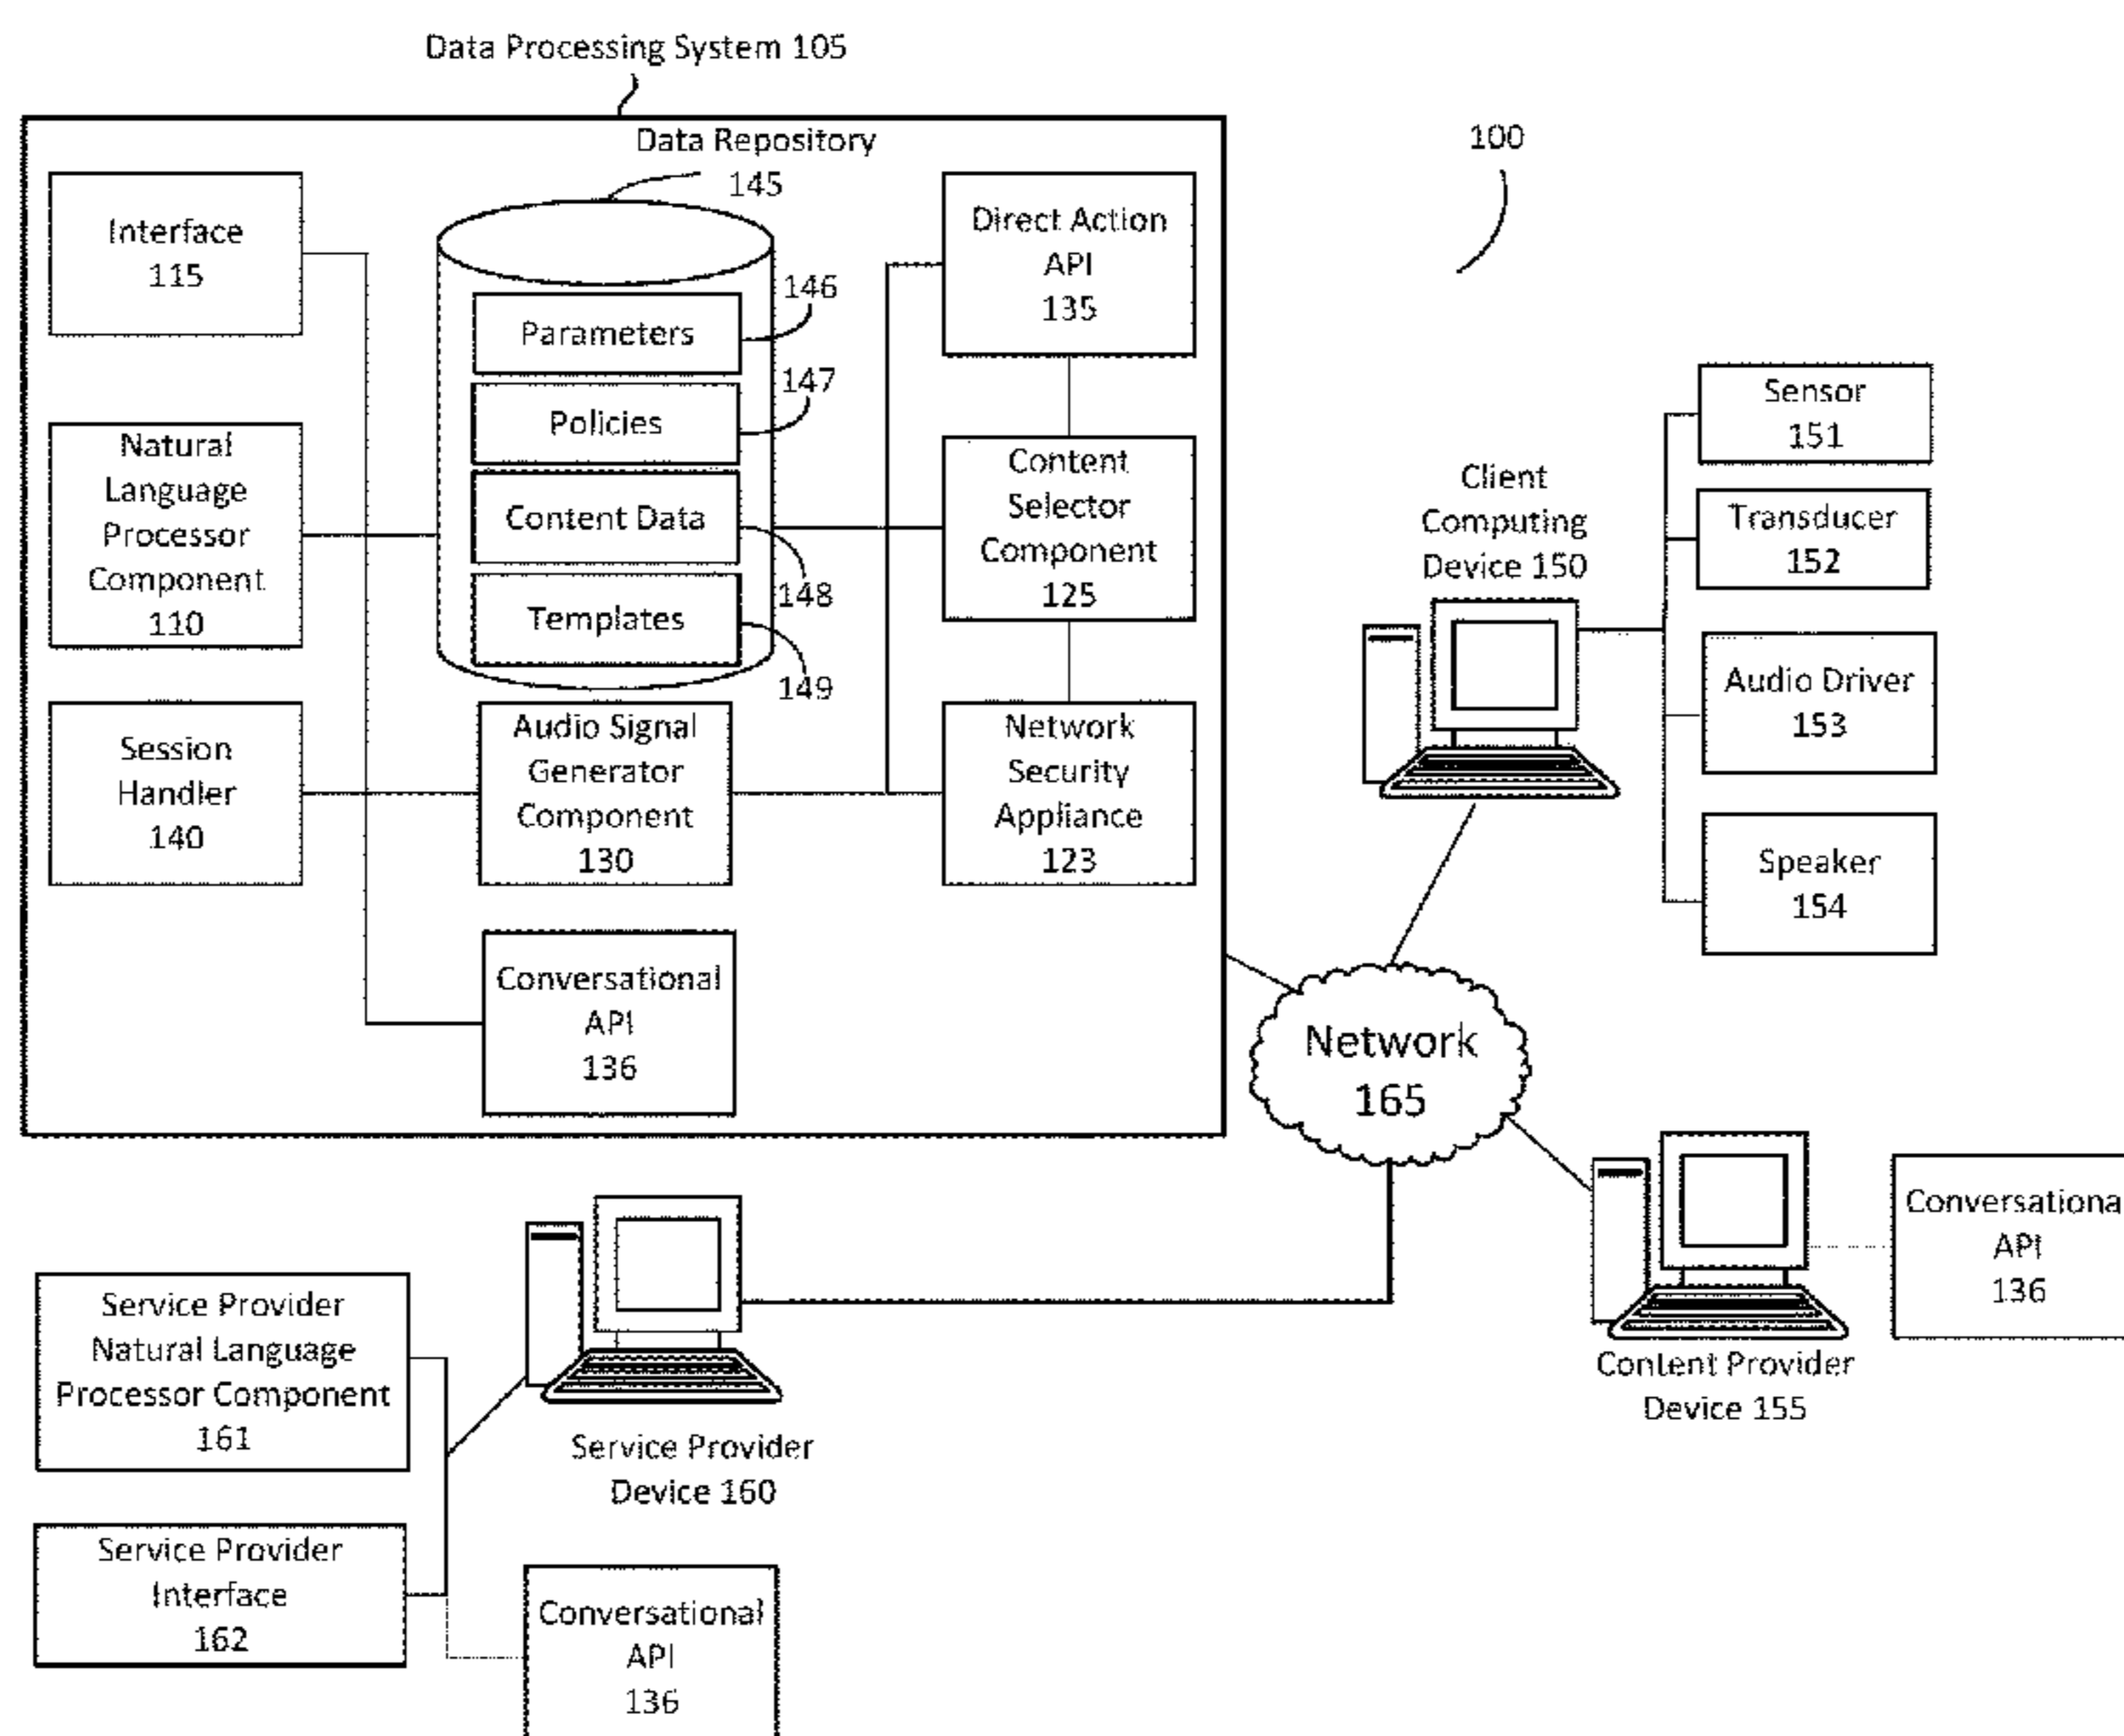 Data Processing System 105
Data Repository
145
100
Interface
115
Parameters
146
Policies
147
Content Data
148
Templates
149
Direct Action
API
135
Natural
Language
Processor
Component
110
Content
Selector
Component
125
Session
Handler
140
Audio Signal
Generator
Component
130
Network
Security
Appliance
123
Conversational
API
136
Client
Computing
Device 150
Sensor
151
Transducer
152
Audio Driver
153
Speaker
154
Network
165
Conversationa
API
136
Content Provider
Device 155
Service Provider
Natural Language
Processor Component
161
Service Provider
Device 160
Service Provider
Interface
162
Conversational
API
136